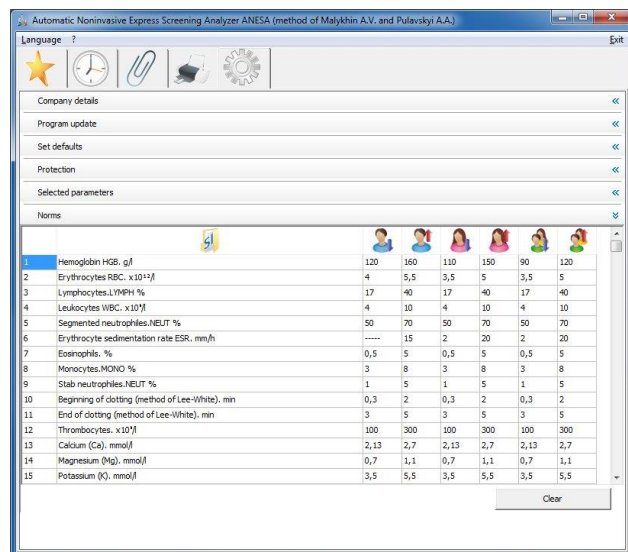 Automatic Noninvasive Express Screening Analyzer ANESA (method of Malykhin A.V. and Pulavskyi A.A.)
Language ? Exit
Company details
Program update
Set defaults
Protection
Selected parameters
Norms
SI
1 Hemoglobin HGB. g/l 120 160 110 150 90 120
2 Erythrocytes RBC. x10¹²/l 4 5,5 3,5 5 3,5 5
3 Lymphocytes.LYMPH % 17 40 17 40 17 40
4 Leukocytes WBC. x10⁹/l 4 10 4 10 4 10
5 Segmented neutrophiles.NEUT % 50 70 50 70 50 70
6 Erythrocyte sedimentation rate ESR. mm/h ----- 15 2 20 2 20
7 Eosinophils. % 0,5 5 0,5 5 0,5 5
8 Monocytes.MONO % 3 8 3 8 3 8
9 Stab neutrophiles.NEUT % 1 5 1 5 1 5
10 Beginning of clotting (method of Lee-White). min 0,3 2 0,3 2 0,3 2
11 End of clotting (method of Lee-White). min 3 5 3 5 3 5
12 Thrombocytes. x10⁹/l 100 300 100 300 100 300
13 Calcium (Ca). mmol/l 2,13 2,7 2,13 2,7 2,13 2,7
14 Magnesium (Mg). mmol/l 0,7 1,1 0,7 1,1 0,7 1,1
15 Potassium (K). mmol/l 3,5 5,5 3,5 5,5 3,5 5,5
Clear